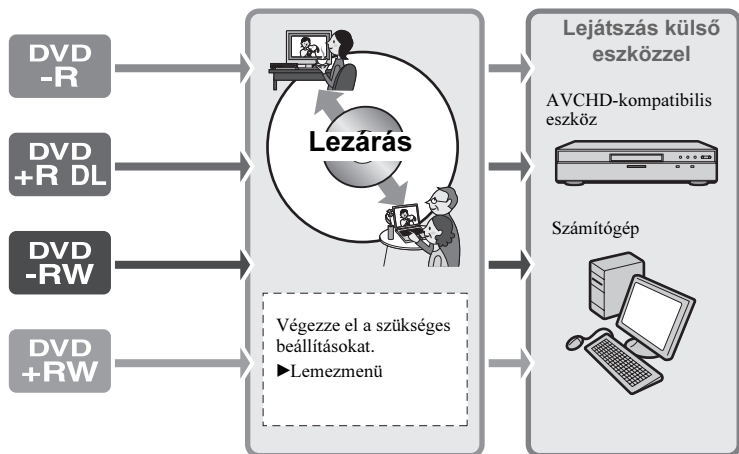 DVD
-R
DVD
+R DL
DVD
-RW
DVD
+RW
Lezárás
Végezze el a szükséges
beállításokat.
►Lemezmenü
Lejátszás külső
eszközzel
AVCHD-kompatibilis
eszköz
Számítógép